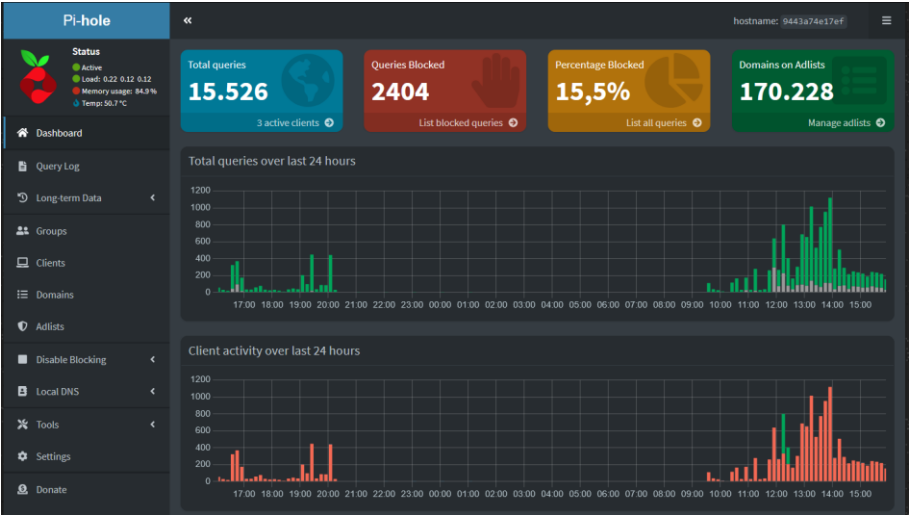 Pi-hole
hostname: 9443a74e17ef
Status
Active
Load: 0.22 0.12 0.12
Memory usage: 84.9 %
Temp: 50.7 °C
Dashboard
Query Log
Long-term Data
Groups
Clients
Domains
Adlists
Disable Blocking
Local DNS
Tools
Settings
Donate
Total queries
15.526
3 active clients
Queries Blocked
2404
List blocked queries
Percentage Blocked
15,5%
List all queries
Domains on Adlists
170.228
Manage adlists
Total queries over last 24 hours
1200
1000
800
600
400
200
0
17:00 18:00 19:00 20:00 21:00 22:00 23:00 00:00 01:00 02:00 03:00 04:00 05:00 06:00 07:00 08:00 09:00 10:00 11:00 12:00 13:00 14:00 15:00
Client activity over last 24 hours
1200
1000
800
600
400
200
0
17:00 18:00 19:00 20:00 21:00 22:00 23:00 00:00 01:00 02:00 03:00 04:00 05:00 06:00 07:00 08:00 09:00 10:00 11:00 12:00 13:00 14:00 15:00